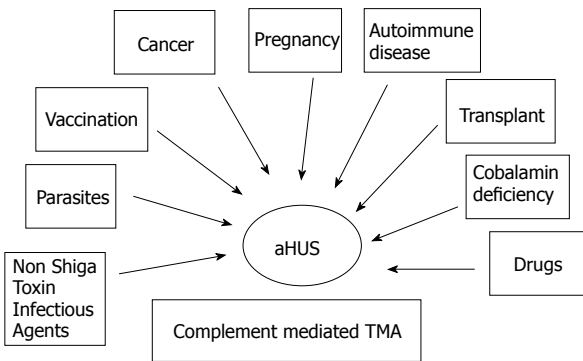 Cancer
Pregnancy
Autoimmune
disease
Vaccination
Transplant
Parasites
Cobalamin
deficiency
Non Shiga
Toxin
Infectious
Agents
aHUS
Drugs
Complement mediated TMA